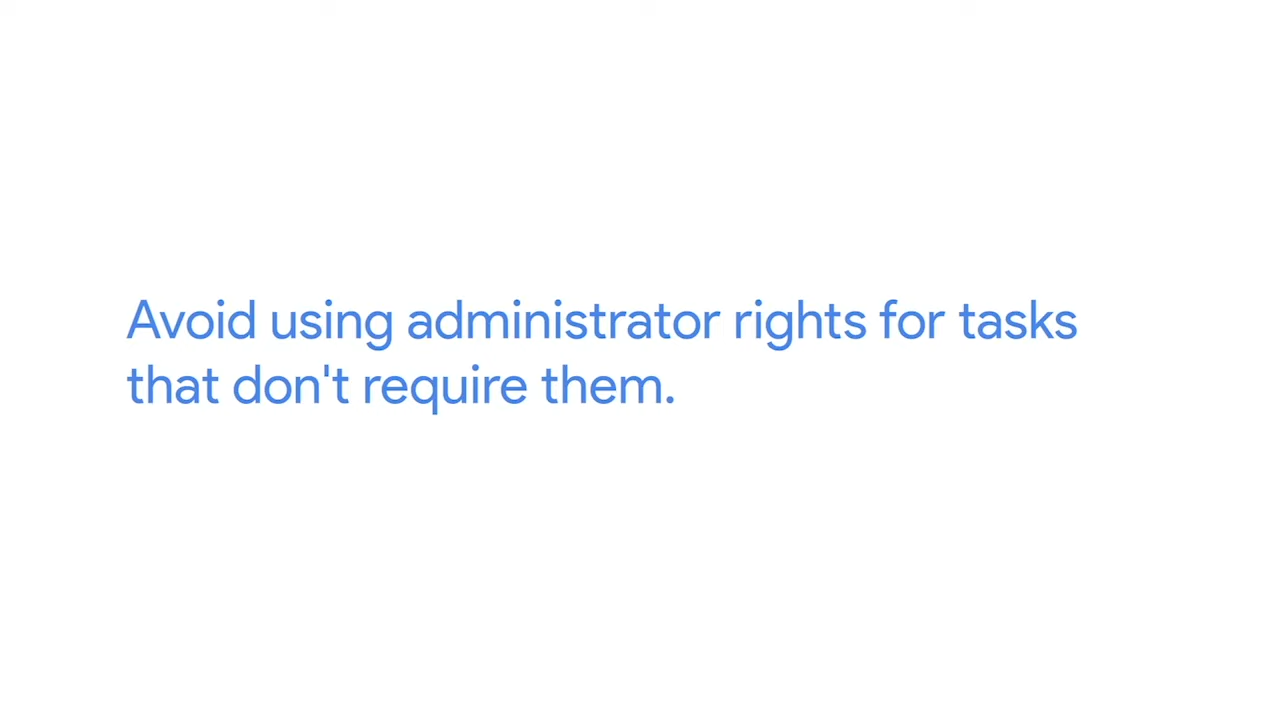 Avoid using administrator rights for tasks
that don't require them.